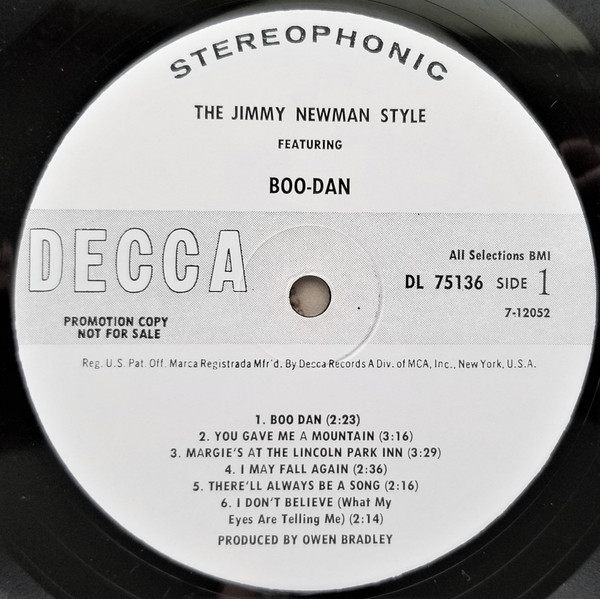 STEREOPHONIC
THE JIMMY NEWMAN STYLE
FEATURING
BOO-DAN
DECCA
All Selections BMI
DL 75136 SIDE 1
7-12052
PROMOTION COPY
NOT FOR SALE
Reg. U.S. Pat. Off. Marca Registrada Mfr'd. By Decca Records A Div. of MCA, Inc., New York, U.S.A.
1. BOO DAN (2:23)
2. YOU GAVE ME A MOUNTAIN (3:16)
3. MARGIE'S AT THE LINCOLN PARK INN (3:29)
4. I MAY FALL AGAIN (2:36)
5. THERE'LL ALWAYS BE A SONG (2:16)
6. I DON'T BELIEVE (What My
Eyes Are Telling Me) (2:14)
PRODUCED BY OWEN BRADLEY